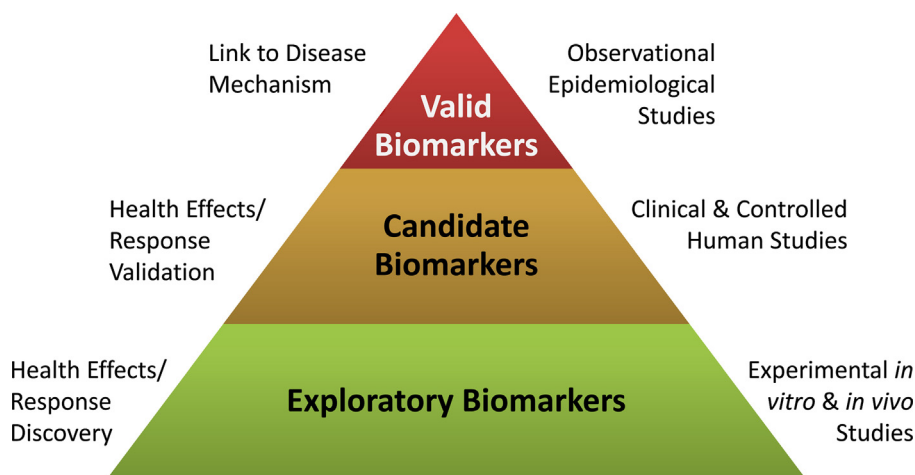 Link to Disease
Mechanism
Valid
Biomarkers
Observational
Epidemiological
Studies
Health Effects/
Response
Validation
Candidate
Biomarkers
Clinical & Controlled
Human Studies
Health Effects/
Response
Discovery
Exploratory Biomarkers
Experimental in
vitro & in vivo
Studies